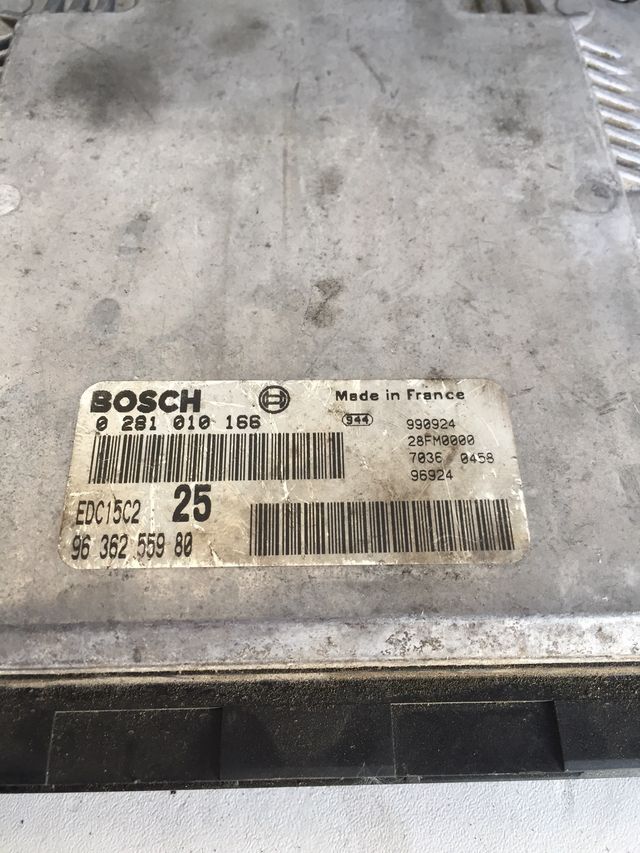 BOSCH Made in France
0 281 010 166 944 990924
28FM0000
7036 0458
96924
EDC15C2 25
96 362 559 80